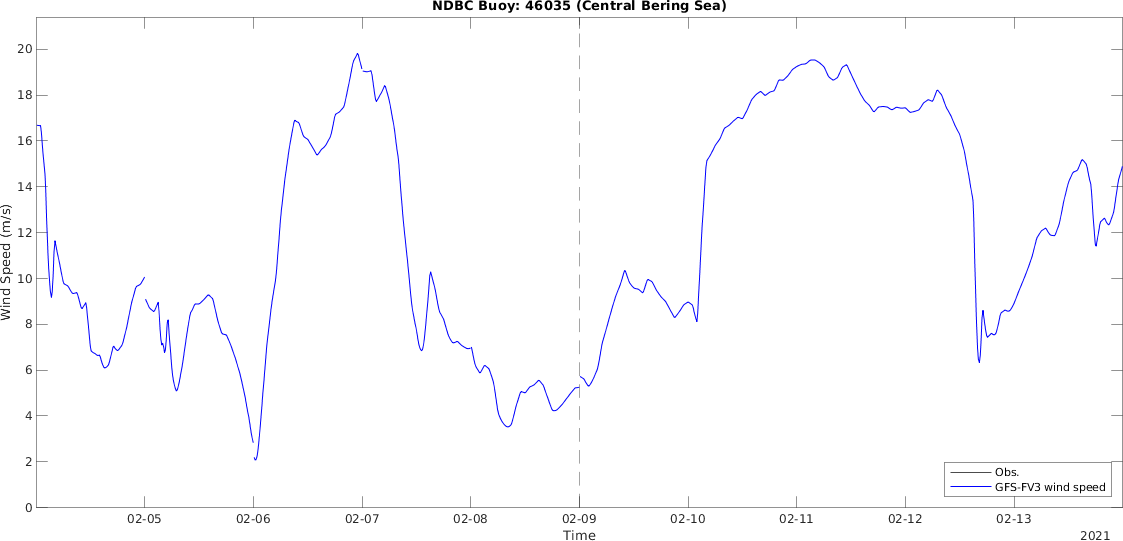 NDBC Buoy: 46035 (Central Bering Sea)
Wind Speed (m/s)
20
18
16
14
12
10
8
6
4
2
0
02-05 02-06 02-07 02-08 02-09 02-10 02-11 02-12 02-13
Time
2021
Obs.
GFS-FV3 wind speed